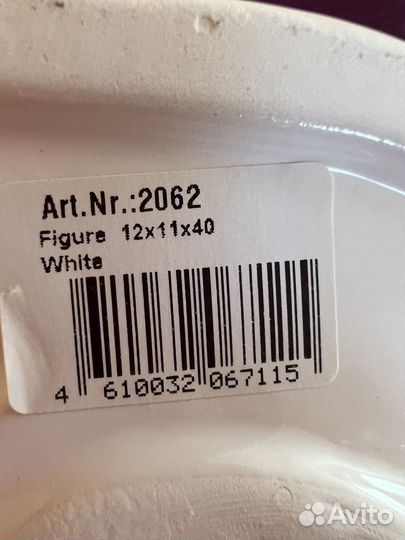 Art.Nr.:2062
Figure 12x11x40
White
4 610032 067115
Avito